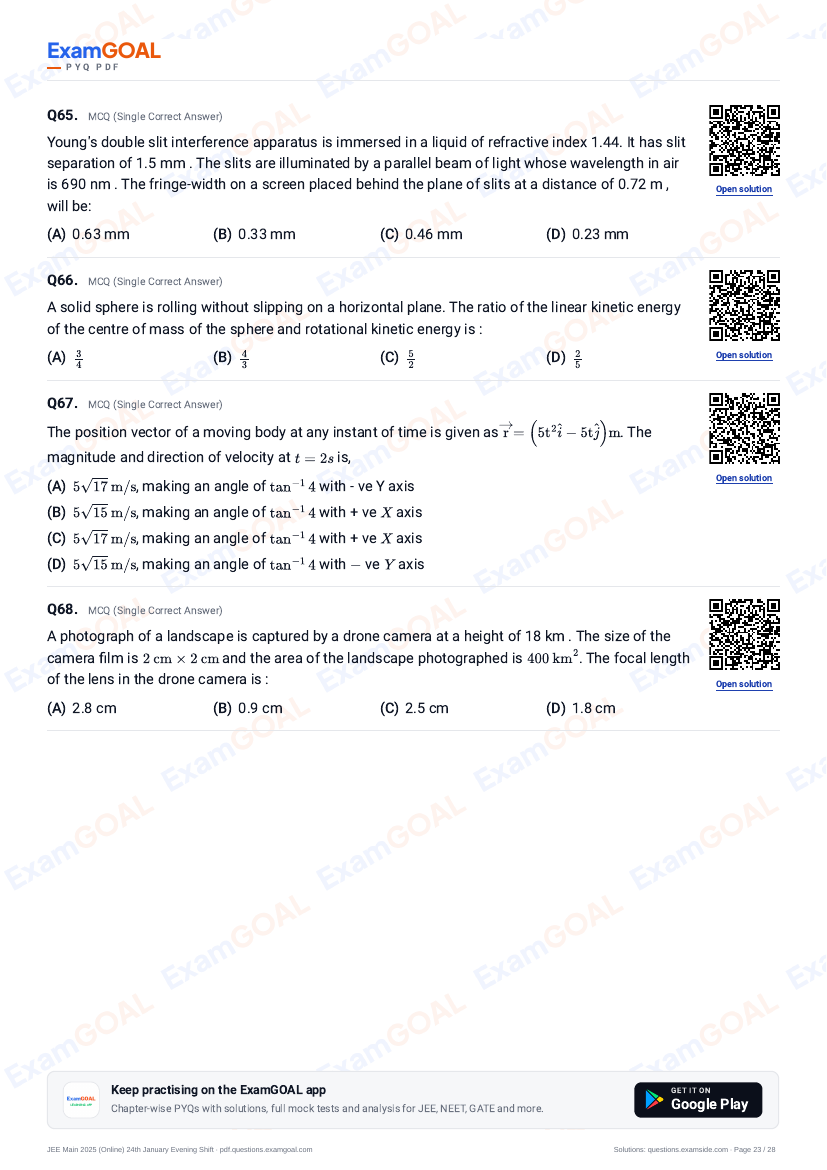 ExamGOAL
PYQ PDF
Q65. MCQ (Single Correct Answer)
Young's double slit interference apparatus is immersed in a liquid of refractive index 1.44. It has slit
separation of 1.5 mm . The slits are illuminated by a parallel beam of light whose wavelength in air
is 690 nm . The fringe-width on a screen placed behind the plane of slits at a distance of 0.72 m ,
will be:
(A) 0.63 mm (B) 0.33 mm (C) 0.46 mm (D) 0.23 mm
Open solution
Q66. MCQ (Single Correct Answer)
A solid sphere is rolling without slipping on a horizontal plane. The ratio of the linear kinetic energy
of the centre of mass of the sphere and rotational kinetic energy is :
(A) 3/4 (B) 4/3 (C) 5/2 (D) 2/5
Open solution
Q67. MCQ (Single Correct Answer)
The position vector of a moving body at any instant of time is given as r⃗ = (5t²î − 5tĵ)m. The
magnitude and direction of velocity at t = 2s is,
(A) 5√17 m/s, making an angle of tan⁻¹ 4 with - ve Y axis
(B) 5√15 m/s, making an angle of tan⁻¹ 4 with + ve X axis
(C) 5√17 m/s, making an angle of tan⁻¹ 4 with + ve X axis
(D) 5√15 m/s, making an angle of tan⁻¹ 4 with − ve Y axis
Open solution
Q68. MCQ (Single Correct Answer)
A photograph of a landscape is captured by a drone camera at a height of 18 km . The size of the
camera film is 2 cm × 2 cm and the area of the landscape photographed is 400 km². The focal length
of the lens in the drone camera is :
(A) 2.8 cm (B) 0.9 cm (C) 2.5 cm (D) 1.8 cm
Open solution
ExamGOAL
Keep practising on the ExamGOAL app
Chapter-wise PYQs with solutions, full mock tests and analysis for JEE, NEET, GATE and more.
GET IT ON
Google Play
JEE Main 2025 (Online) 24th January Evening Shift · pdf.questions.examgoal.com
Solutions: questions.examside.com · Page 23 / 28